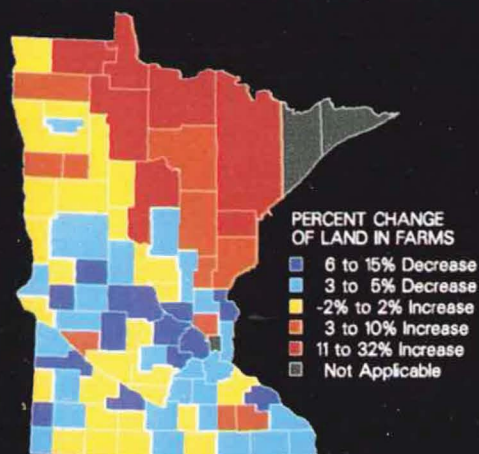 PERCENT CHANGE
OF LAND IN FARMS
6 to 15% Decrease
3 to 5% Decrease
-2% to 2% Increase
3 to 10% Increase
11 to 32% Increase
Not Applicable